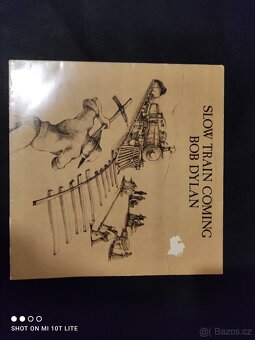 SLOW TRAIN COMING
BOB DYLAN
SHOT ON MI 10T LITE
© Bazos.cz